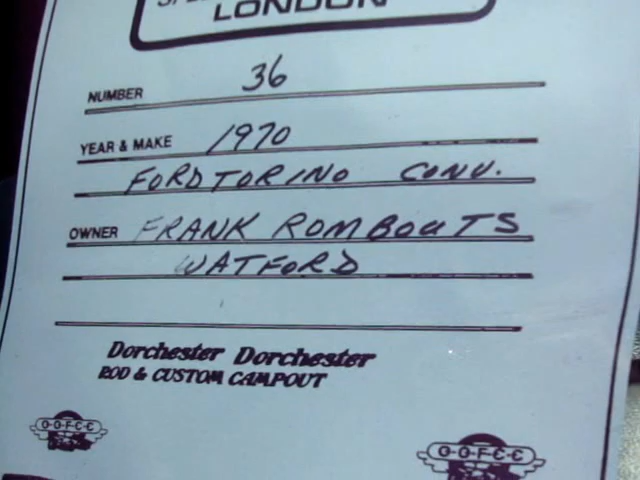 LONDON
NUMBER 36
YEAR & MAKE 1970
FORD TORINO CONV.
OWNER FRANK ROMBOUTS
WATFORD
Dorchester Dorchester
ROD & CUSTOM CAMPOUT
O-O-F-C-C
O-O-F-C-C